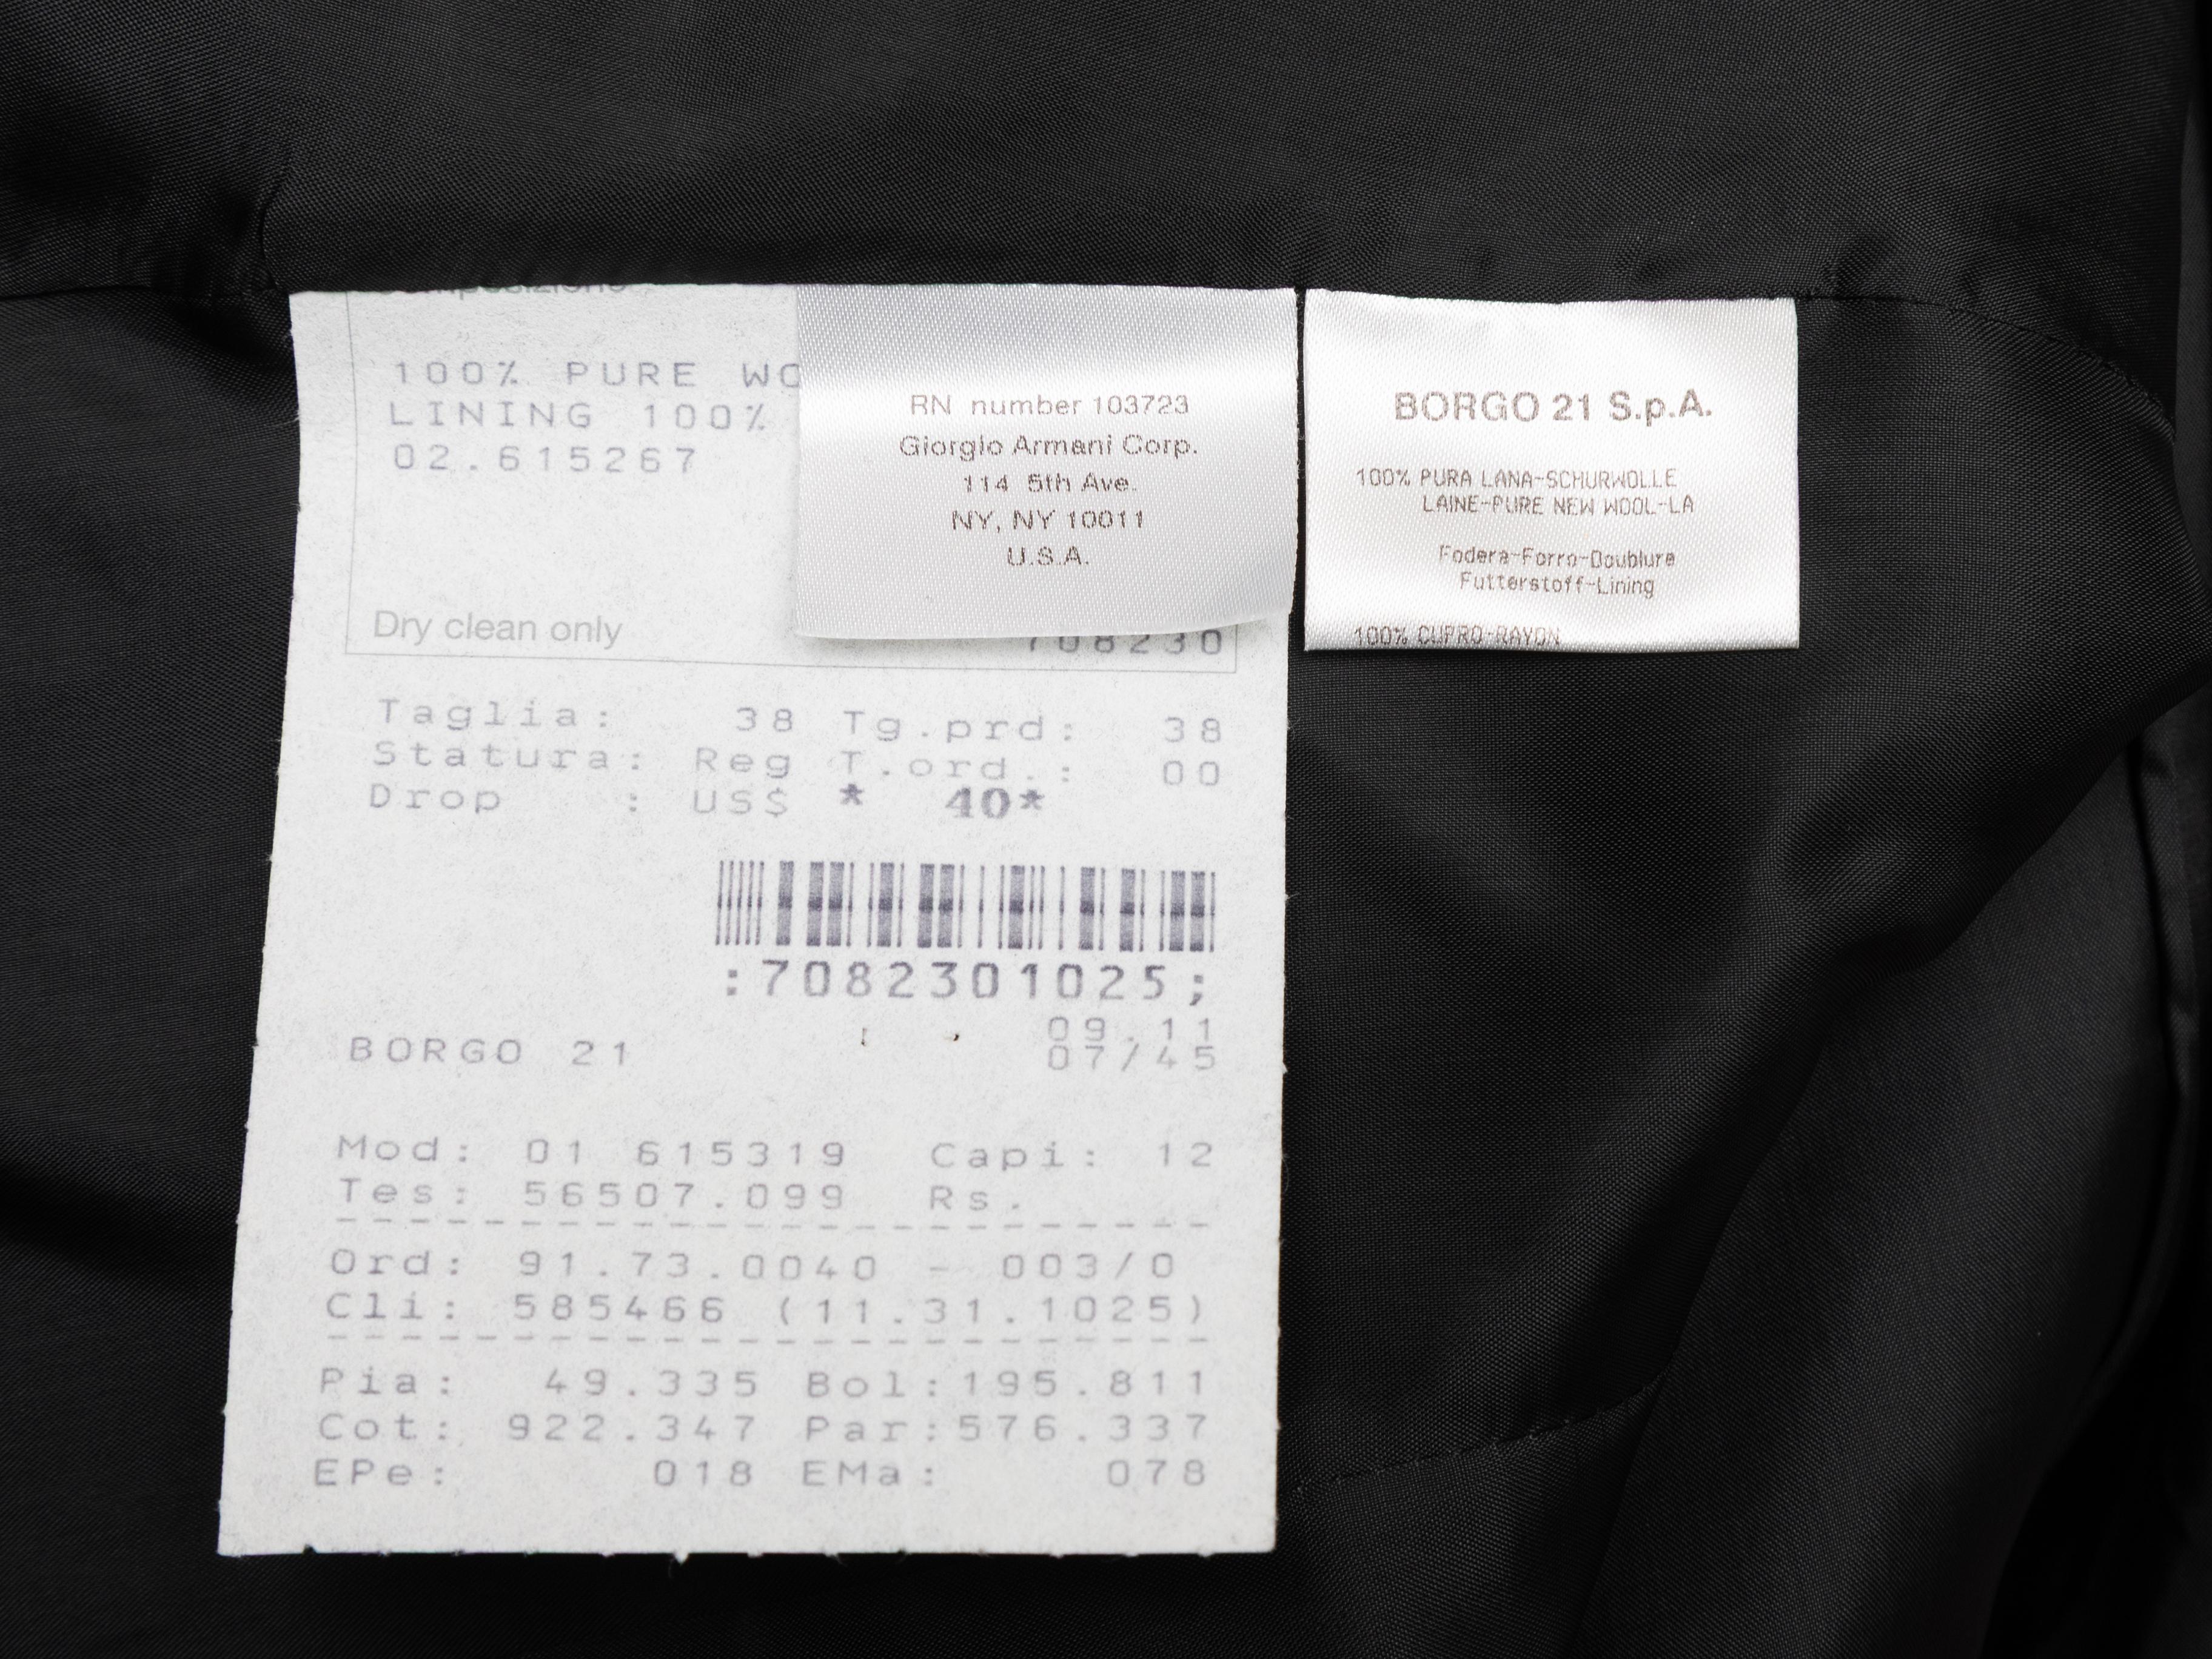 Composizione
100% PURE WO
LINING 100%
02.615267
Dry clean only
708230
RN number 103723
Giorgio Armani Corp.
114 5th Ave.
NY, NY 10011
U.S.A.
BORGO 21 S.p.A.
100% PURA LANA-SCHURWOLLE
LAINE-PURE NEW WOOL-LA
Fodera-Forro-Doublure
Futterstoff-Lining
100% CUPRO-RAYON
Taglia: 38 Tg.prd: 38
Statura: Reg T.ord.: 00
Drop : US$ * 40*
:7082301025;
09.11
BORGO 21 07/45
Mod: 01 615319 Capi: 12
Tes: 56507.099 Rs.
Ord: 91.73.0040 - 003/0
Cli: 585466 (11.31.1025)
Pia: 49.335 Bol:195.811
Cot: 922.347 Par:576.337
EPe: 018 EMa: 078